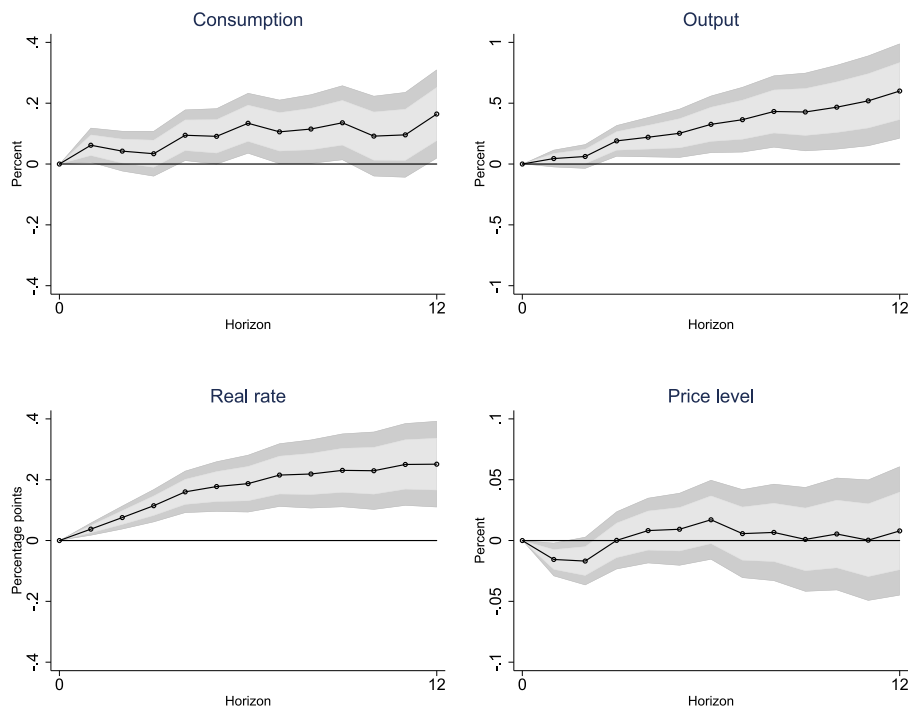 Consumption
Percent
.4
.2
0
-.2
-.4
0
12
Horizon
Output
Percent
1
.5
0
-.5
-1
0
12
Horizon
Real rate
Percentage points
.4
.2
0
-.2
-.4
0
12
Horizon
Price level
Percent
.1
.05
0
-.05
-.1
0
12
Horizon